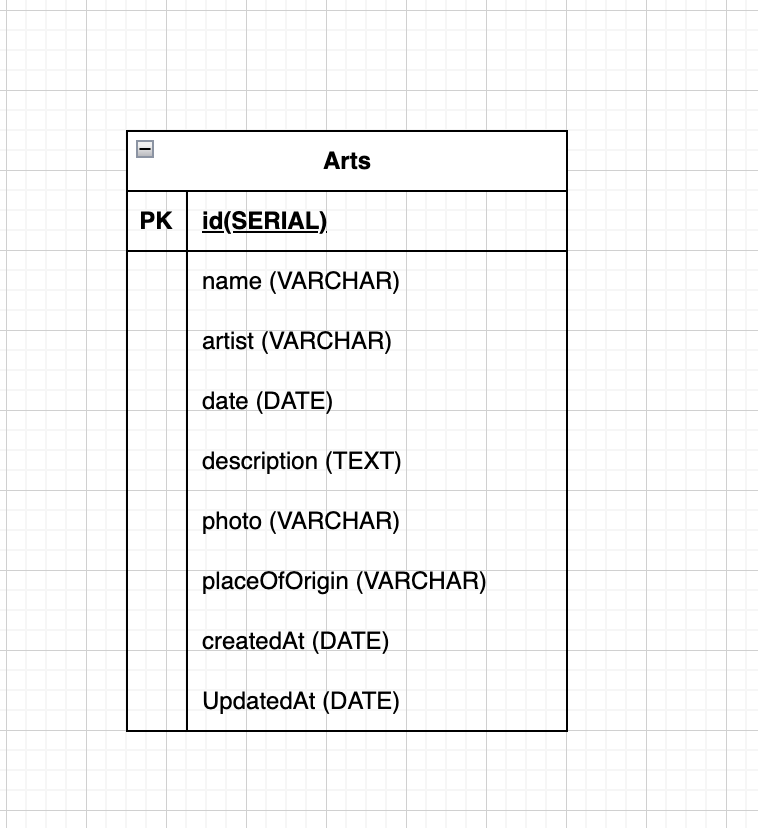 Arts
PK id(SERIAL)
name (VARCHAR)
artist (VARCHAR)
date (DATE)
description (TEXT)
photo (VARCHAR)
placeOfOrigin (VARCHAR)
createdAt (DATE)
UpdatedAt (DATE)